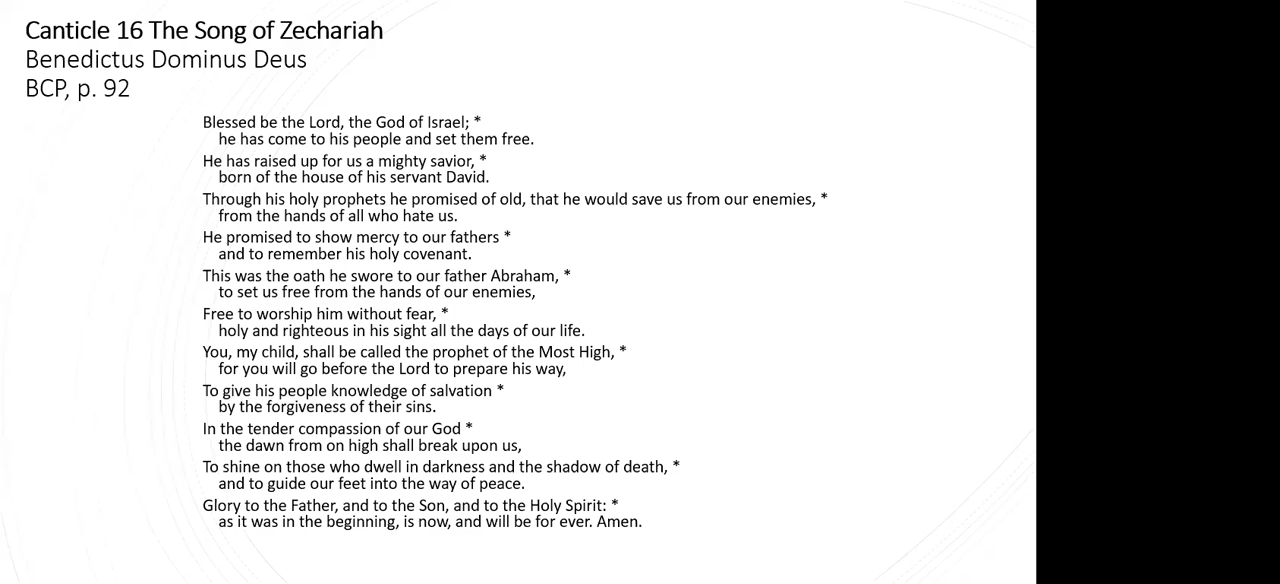 Canticle 16 The Song of Zechariah
Benedictus Dominus Deus
BCP, p. 92
Blessed be the Lord, the God of Israel; *
he has come to his people and set them free.
He has raised up for us a mighty savior, *
born of the house of his servant David.
Through his holy prophets he promised of old, that he would save us from our enemies, *
from the hands of all who hate us.
He promised to show mercy to our fathers *
and to remember his holy covenant.
This was the oath he swore to our father Abraham, *
to set us free from the hands of our enemies,
Free to worship him without fear, *
holy and righteous in his sight all the days of our life.
You, my child, shall be called the prophet of the Most High, *
for you will go before the Lord to prepare his way,
To give his people knowledge of salvation *
by the forgiveness of their sins.
In the tender compassion of our God *
the dawn from on high shall break upon us,
To shine on those who dwell in darkness and the shadow of death, *
and to guide our feet into the way of peace.
Glory to the Father, and to the Son, and to the Holy Spirit: *
as it was in the beginning, is now, and will be for ever. Amen.